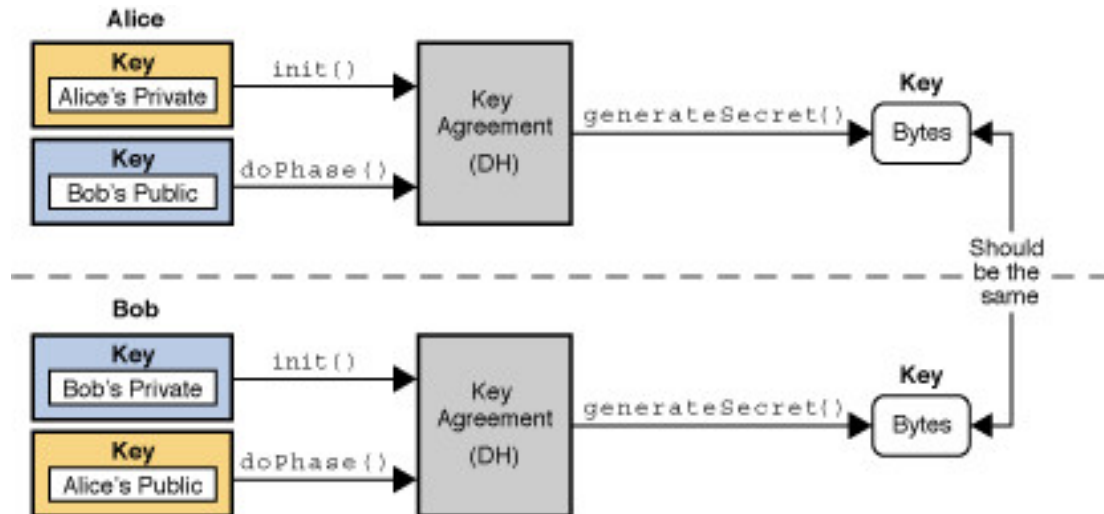 Alice
Key
Alice's Private
init()
Key
Bob's Public
doPhase()
Key
Agreement
(DH)
generateSecret()
Key
Bytes
Should
be the
same
Bob
Key
Bob's Private
init()
Key
Alice's Public
doPhase()
Key
Agreement
(DH)
generateSecret()
Key
Bytes